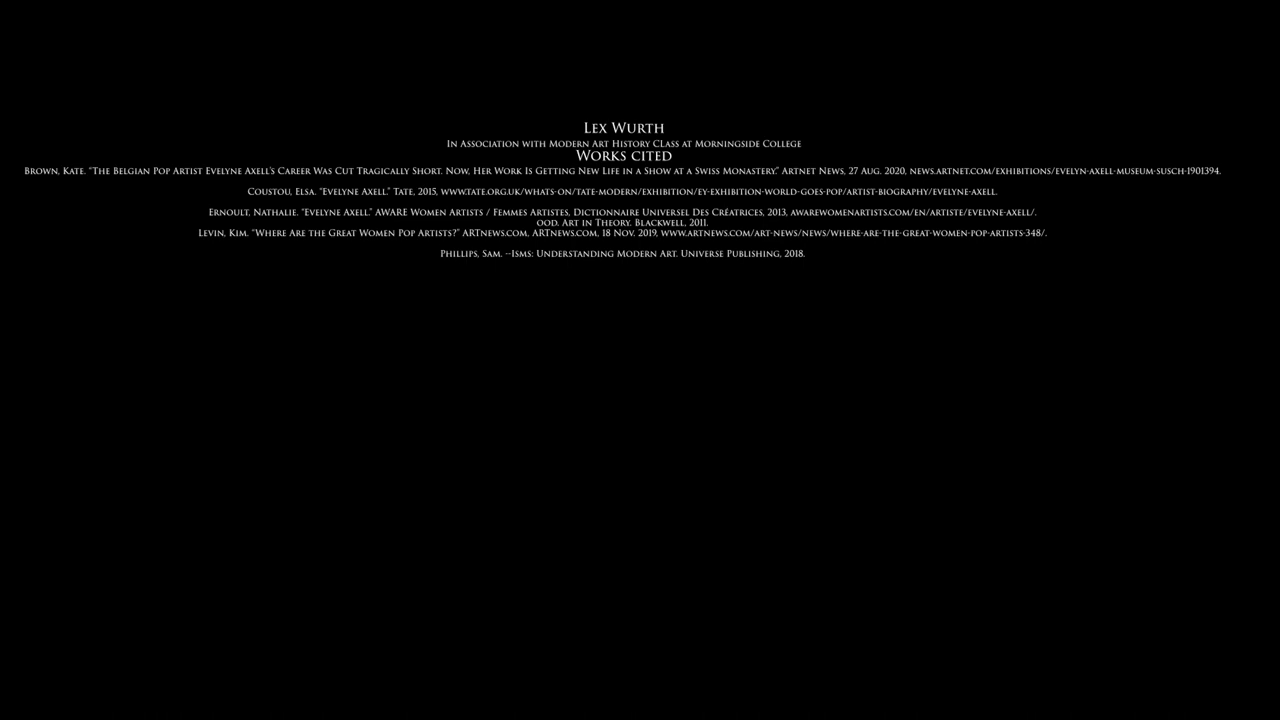 Lex Wurth
In Association with Modern Art History CLass at Morningside College
Works cited
Brown, Kate. “The Belgian Pop Artist Evelyne Axell’s Career Was Cut Tragically Short. Now, Her Work Is Getting New Life in a Show at a Swiss Monastery.” Artnet News, 27 Aug. 2020, news.artnet.com/exhibitions/evelyn-axell-museum-susch-1901394.
Coustou, Elsa. “Evelyne Axell.” Tate, 2015, www.tate.org.uk/whats-on/tate-modern/exhibition/ey-exhibition-world-goes-pop/artist-biography/evelyne-axell.
Ernoult, Nathalie. “Evelyne Axell.” AWARE Women Artists / Femmes Artistes, Dictionnaire Universel Des Créatrices, 2013, awarewomenartists.com/en/artiste/evelyne-axell/.
ood. Art in Theory. Blackwell, 2011.
Levin, Kim. “Where Are the Great Women Pop Artists?” ARTnews.com, ARTnews.com, 18 Nov. 2019, www.artnews.com/art-news/news/where-are-the-great-women-pop-artists-348/.
Phillips, Sam. --Isms: Understanding Modern Art. Universe Publishing, 2018.